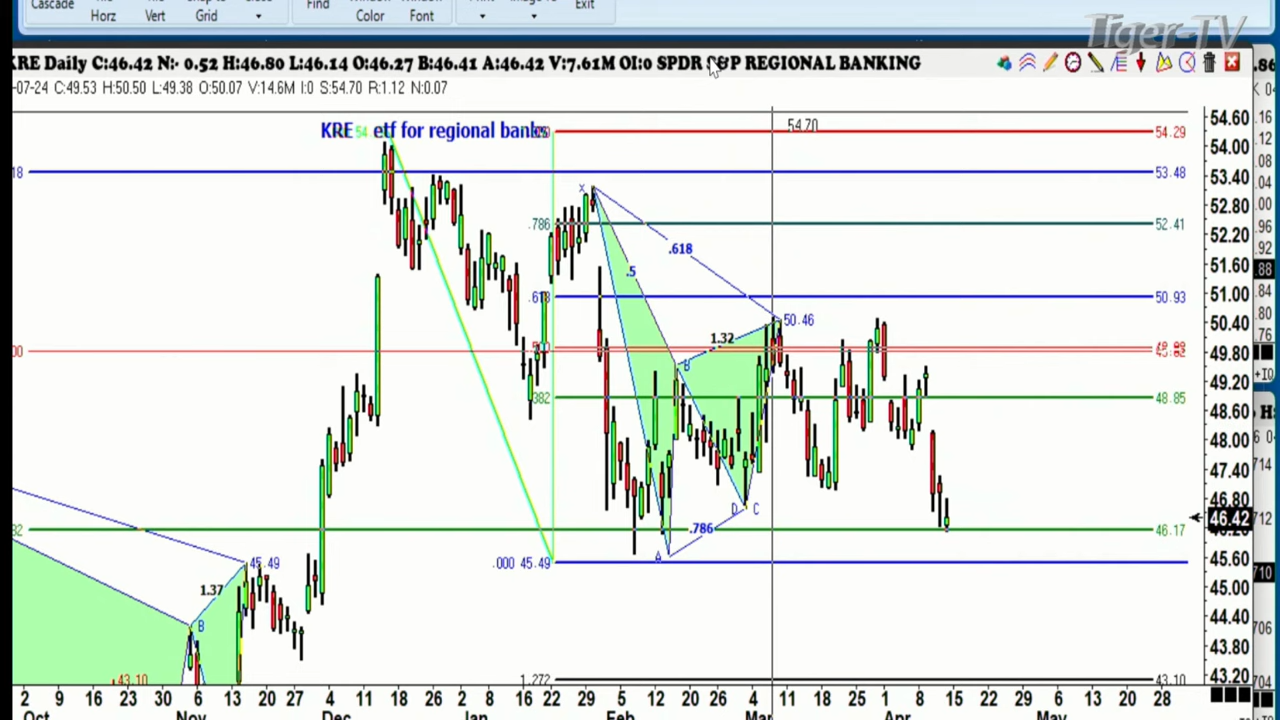 Cascade
Horz
Vert
Snap to
Grid
Find
Window
Color
Window
Font
Print
Exit
Tiger-TV
KRE Daily C:46.42 N:- 0.52 H:46.80 L:46.14 O:46.27 B:46.41 A:46.42 V:7.61M OI:0 SPDR S&P REGIONAL BANKING
-07-24 C:49.53 H:50.50 L:49.38 O:50.07 V:14.6M I:0 S:54.70 R:1.12 N:0.07
KRE etf for regional banks
54.70
54.29
53.48
X
.786
52.41
.618
.5
.618
50.93
50.46
1.32
B
382
48.85
D C
.786
46.17
A
.000 45.49
45.49
1.37
B
43.10
1.272
43.10
54.60
54.00
53.40
52.80
52.20
51.60
51.00
50.40
49.80
49.20
48.60
48.00
47.40
46.80
46.42
45.60
45.00
44.40
43.80
43.20
2 9 16 23 30 6 13 20 27 4 11 18 26 2 8 16 22 29 5 12 20 26 4 11 18 25 1 8 15 22 29 6 13 20 28
Oct Nov Dec Jan Feb Mar Apr May